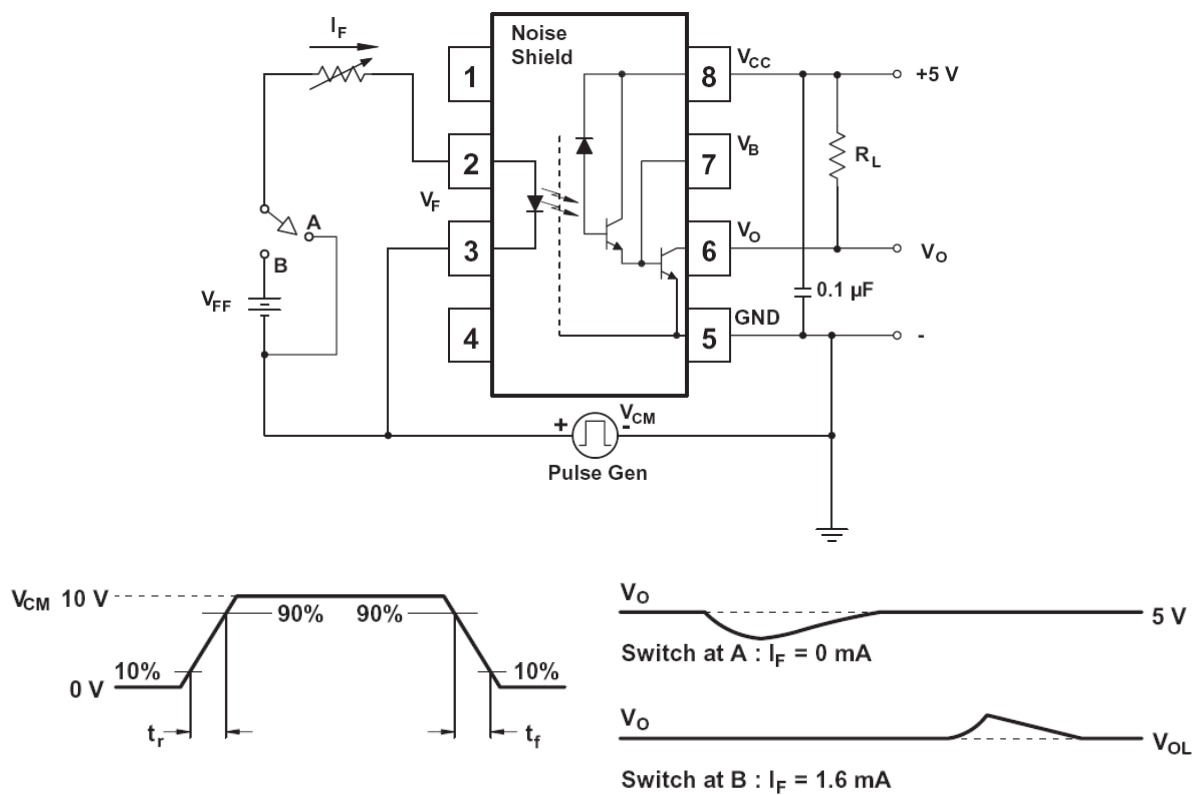 I_F
Noise
Shield
1
2
3
4
8
7
6
5
V_CC
V_B
V_O
GND
+5 V
R_L
V_O
0.1 µF
-
V_F
A
B
V_FF
+
V_CM
-
Pulse Gen
V_CM 10 V
90% 90%
10% 10%
0 V
t_r
t_f
V_O
5 V
Switch at A : I_F = 0 mA
V_O
V_OL
Switch at B : I_F = 1.6 mA